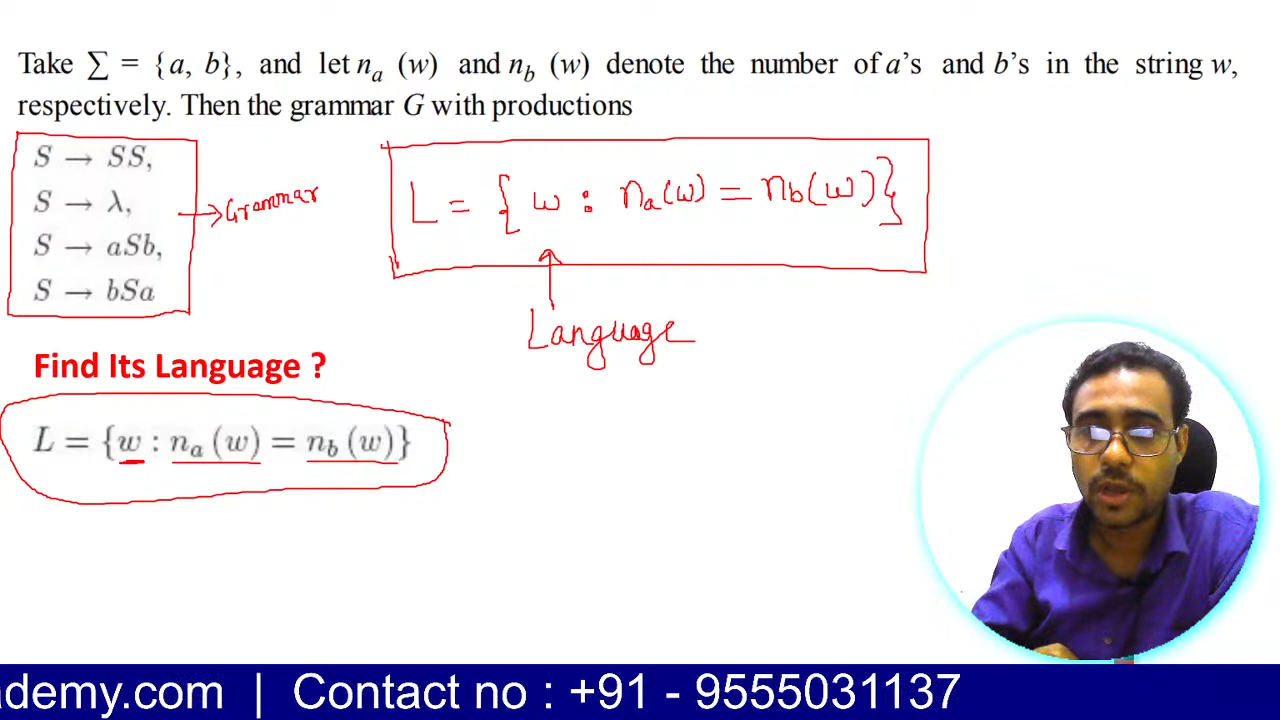 Take ∑ = {a, b}, and let nₐ (w) and n_b (w) denote the number of a's and b's in the string w,
respectively. Then the grammar G with productions
S → SS,
S → λ,
S → aSb,
S → bSa
Grammar
L = { w : nₐ(w) = n_b(w)}
Language
Find Its Language ?
L = {w : nₐ (w) = n_b (w)}
ademy.com | Contact no : +91 - 9555031137